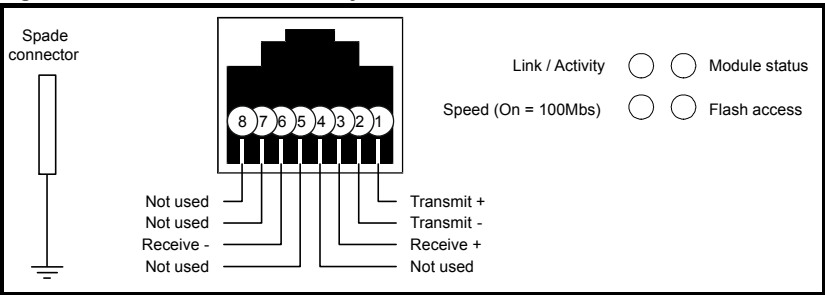 Spade
connector
Link / Activity
Module status
Speed (On = 100Mbs)
Flash access
8 7 6 5 4 3 2 1
Not used
Transmit +
Not used
Transmit -
Receive -
Receive +
Not used
Not used